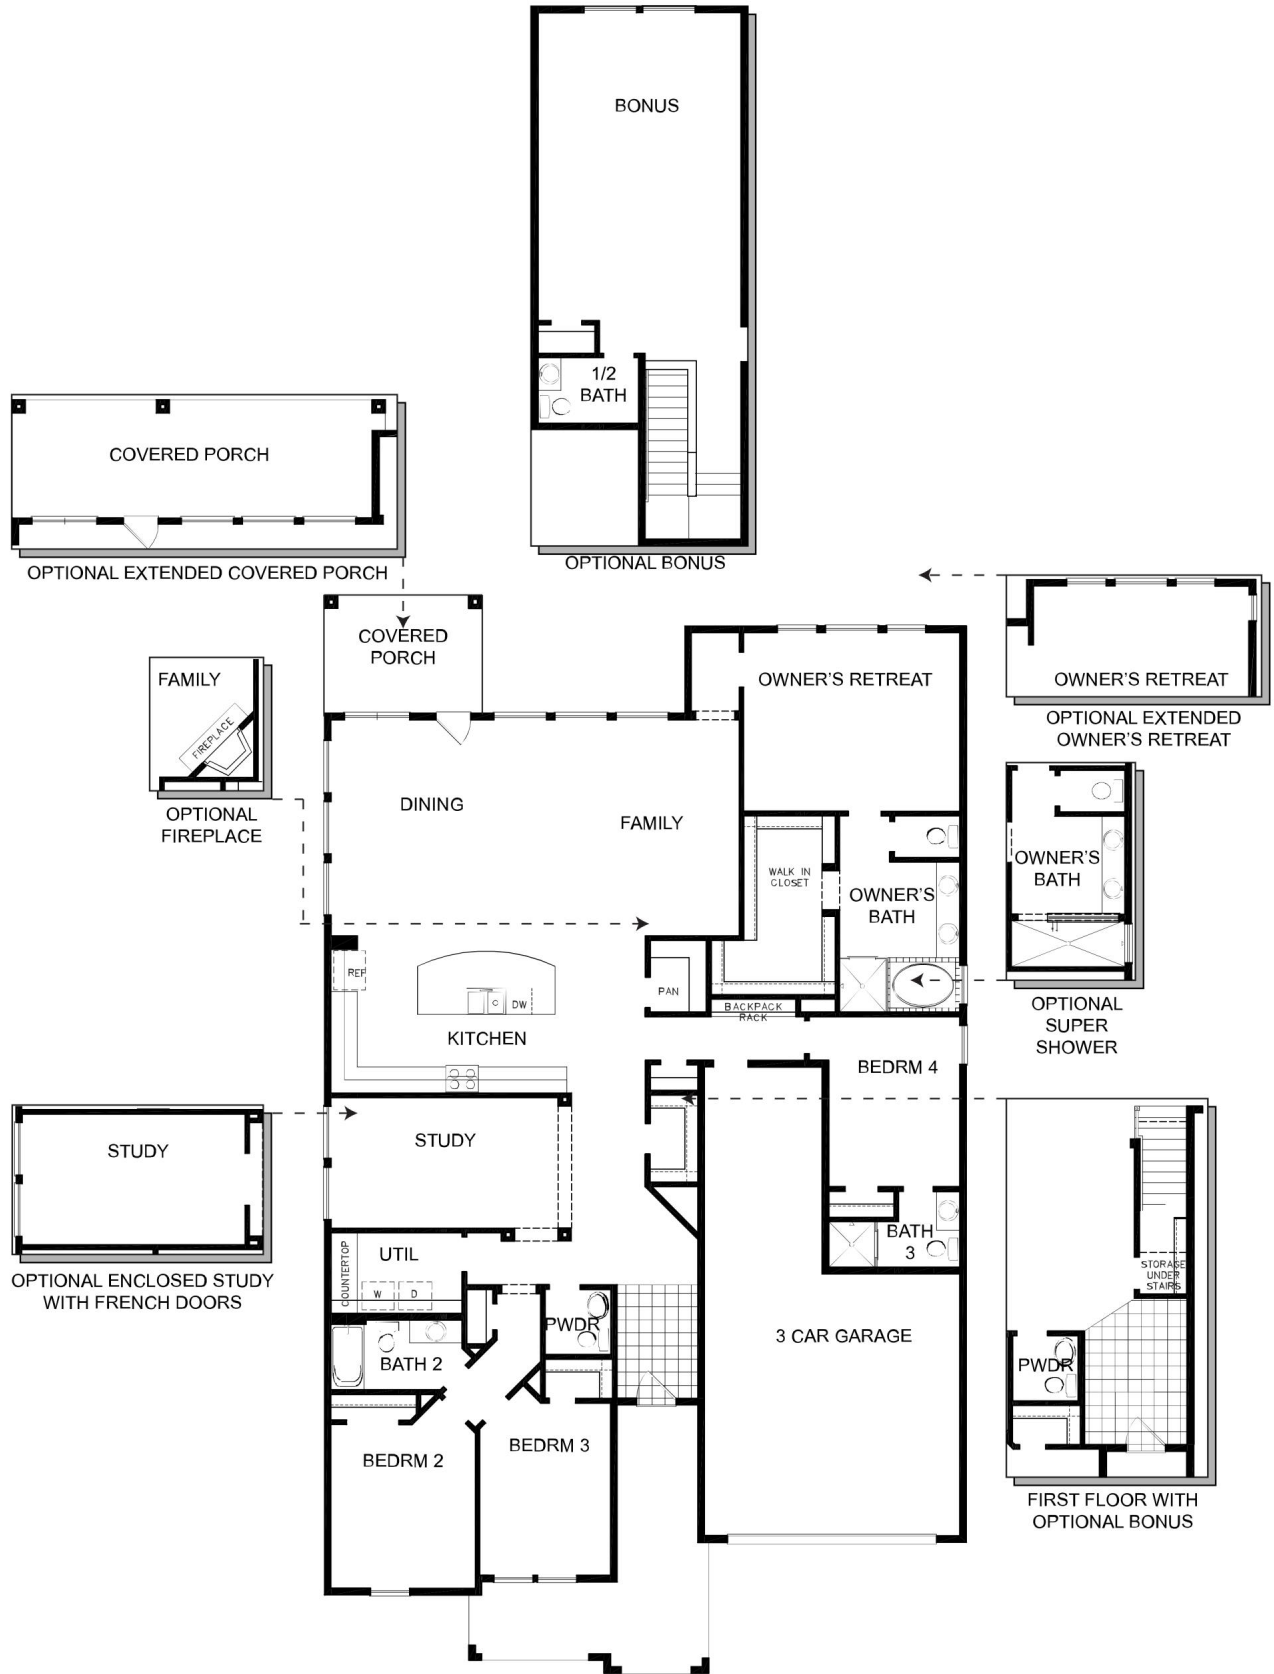 BONUS
1/2
BATH
OPTIONAL BONUS
COVERED PORCH
OPTIONAL EXTENDED COVERED PORCH
COVERED
PORCH
OWNER'S RETREAT
OWNER'S RETREAT
OPTIONAL EXTENDED
OWNER'S RETREAT
FAMILY
FIREPLACE
OPTIONAL
FIREPLACE
DINING
FAMILY
WALK IN
CLOSET
OWNER'S
BATH
OWNER'S
BATH
OPTIONAL
SUPER
SHOWER
REF
DW
PAN
BACKPACK
RACK
KITCHEN
BEDRM 4
STUDY
OPTIONAL ENCLOSED STUDY
WITH FRENCH DOORS
STUDY
UTIL
COUNTERTOP
W
D
BATH
3
PWDR
BATH 2
3 CAR GARAGE
BEDRM 2
BEDRM 3
STORAGE
UNDER
STAIRS
PWDR
FIRST FLOOR WITH
OPTIONAL BONUS